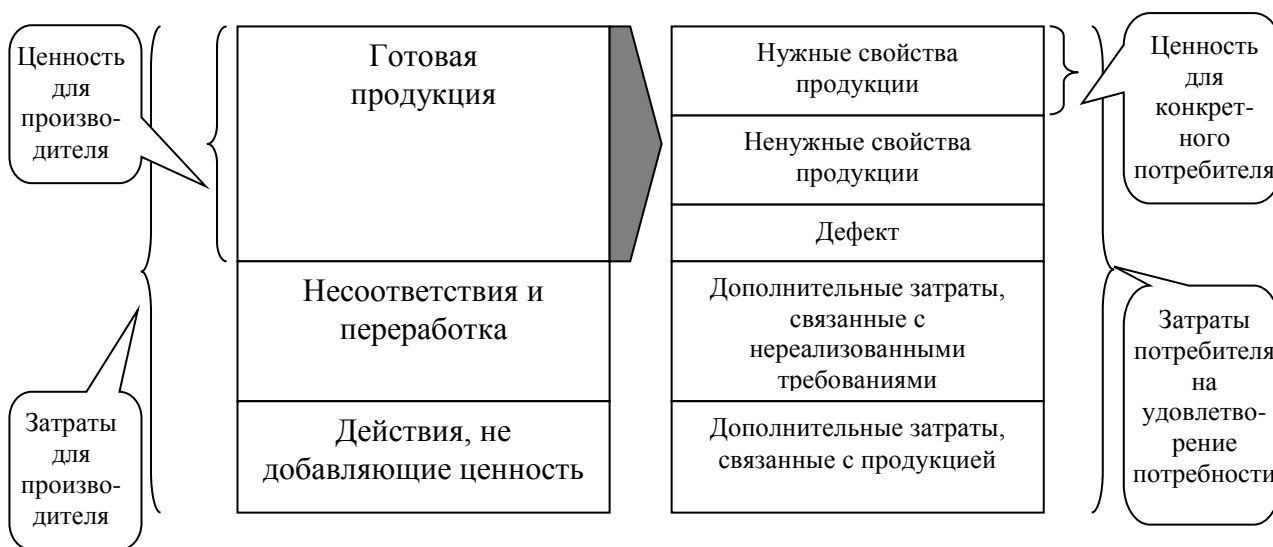 Ценность
для
произво-
дителя
Затраты
для
произво-
дителя
Готовая
продукция
Несоответствия и
переработка
Действия, не
добавляющие ценность
Нужные свойства
продукции
Ненужные свойства
продукции
Дефект
Дополнительные затраты,
связанные с
нереализованными
требованиями
Дополнительные затраты,
связанные с продукцией
Ценность
для
конкрет-
ного
потребителя
Затраты
потребителя
на
удовлетво-
рение
потребности